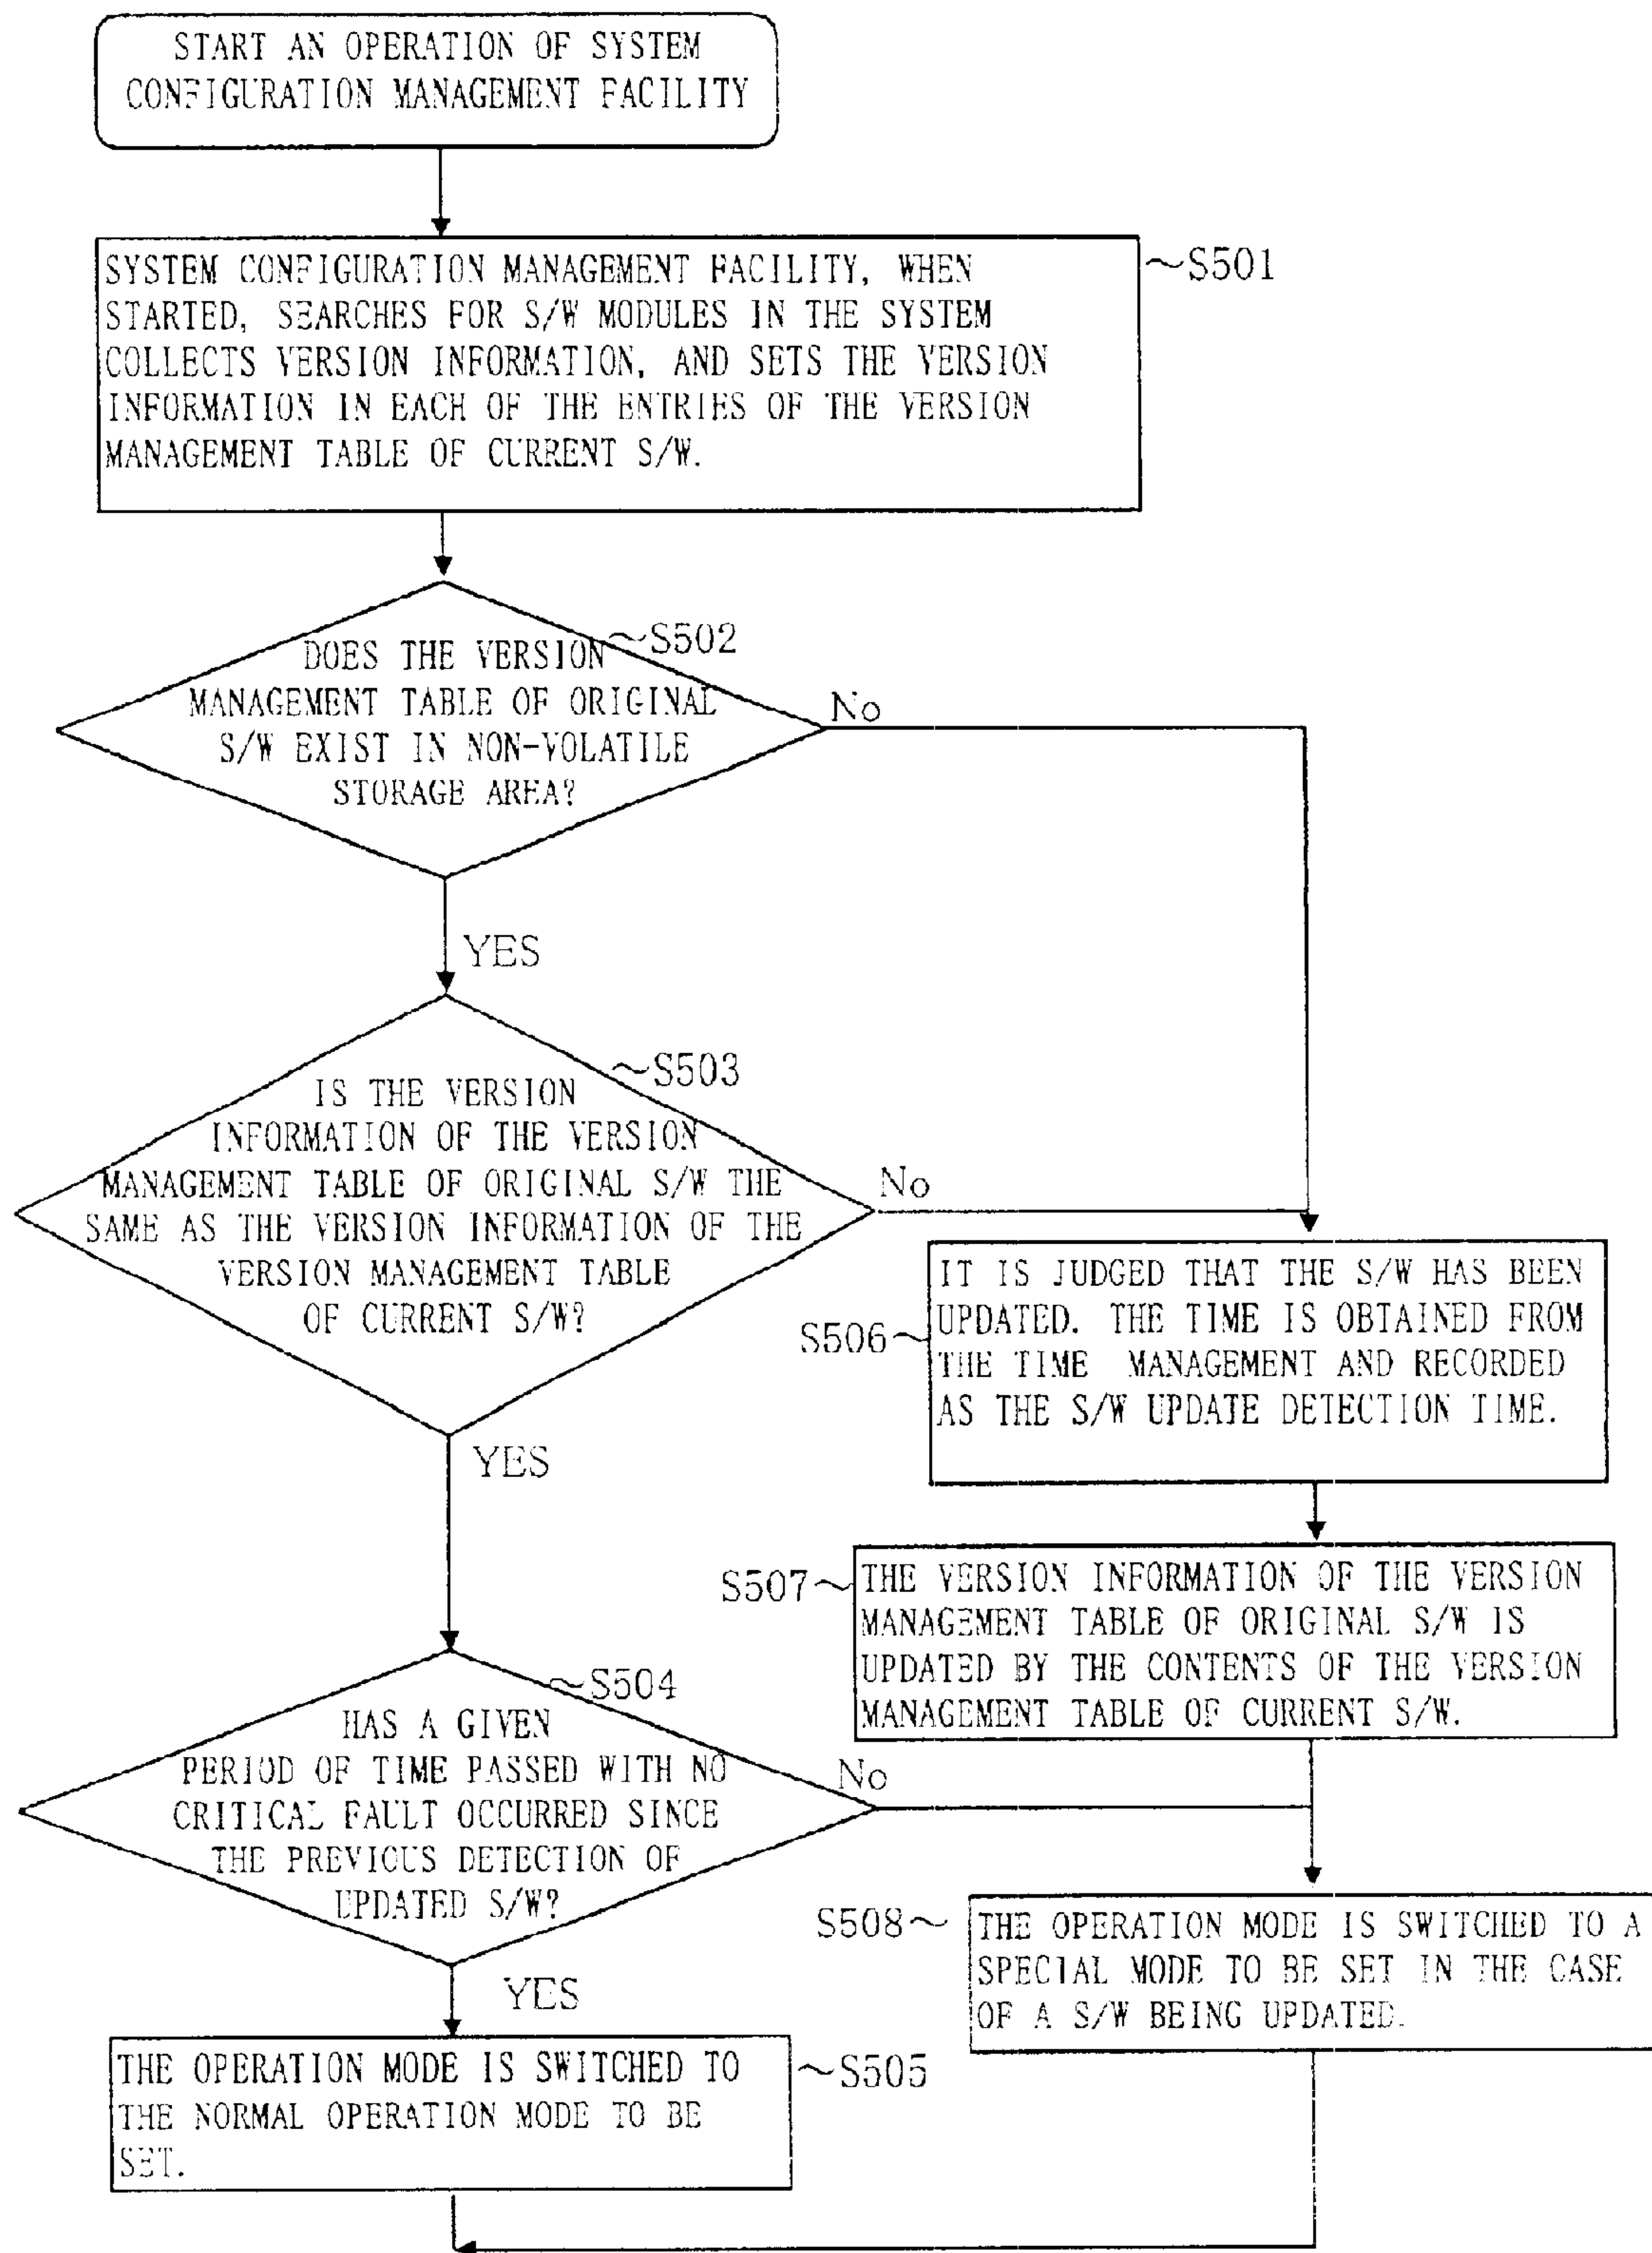 START AN OPERATION OF SYSTEM
CONFIGURATION MANAGEMENT FACILITY
SYSTEM CONFIGURATION MANAGEMENT FACILITY, WHEN
STARTED, SEARCHES FOR S/W MODULES IN THE SYSTEM
COLLECTS VERSION INFORMATION, AND SETS THE VERSION
INFORMATION IN EACH OF THE ENTRIES OF THE VERSION
MANAGEMENT TABLE OF CURRENT S/W.
~S501
~S502
DOES THE VERSION
MANAGEMENT TABLE OF ORIGINAL
S/W EXIST IN NON-VOLATILE
STORAGE AREA?
No
YES
~S503
IS THE VERSION
INFORMATION OF THE VERSION
MANAGEMENT TABLE OF ORIGINAL S/W THE
SAME AS THE VERSION INFORMATION OF THE
VERSION MANAGEMENT TABLE
OF CURRENT S/W?
No
YES
S506~
IT IS JUDGED THAT THE S/W HAS BEEN
UPDATED. THE TIME IS OBTAINED FROM
THE TIME MANAGEMENT AND RECORDED
AS THE S/W UPDATE DETECTION TIME.
S507~
THE VERSION INFORMATION OF THE VERSION
MANAGEMENT TABLE OF ORIGINAL S/W IS
UPDATED BY THE CONTENTS OF THE VERSION
MANAGEMENT TABLE OF CURRENT S/W.
~S504
HAS A GIVEN
PERIOD OF TIME PASSED WITH NO
CRITICAL FAULT OCCURRED SINCE
THE PREVIOUS DETECTION OF
UPDATED S/W?
No
YES
S508~
THE OPERATION MODE IS SWITCHED TO A
SPECIAL MODE TO BE SET IN THE CASE
OF A S/W BEING UPDATED.
THE OPERATION MODE IS SWITCHED TO
THE NORMAL OPERATION MODE TO BE
SET.
~S505